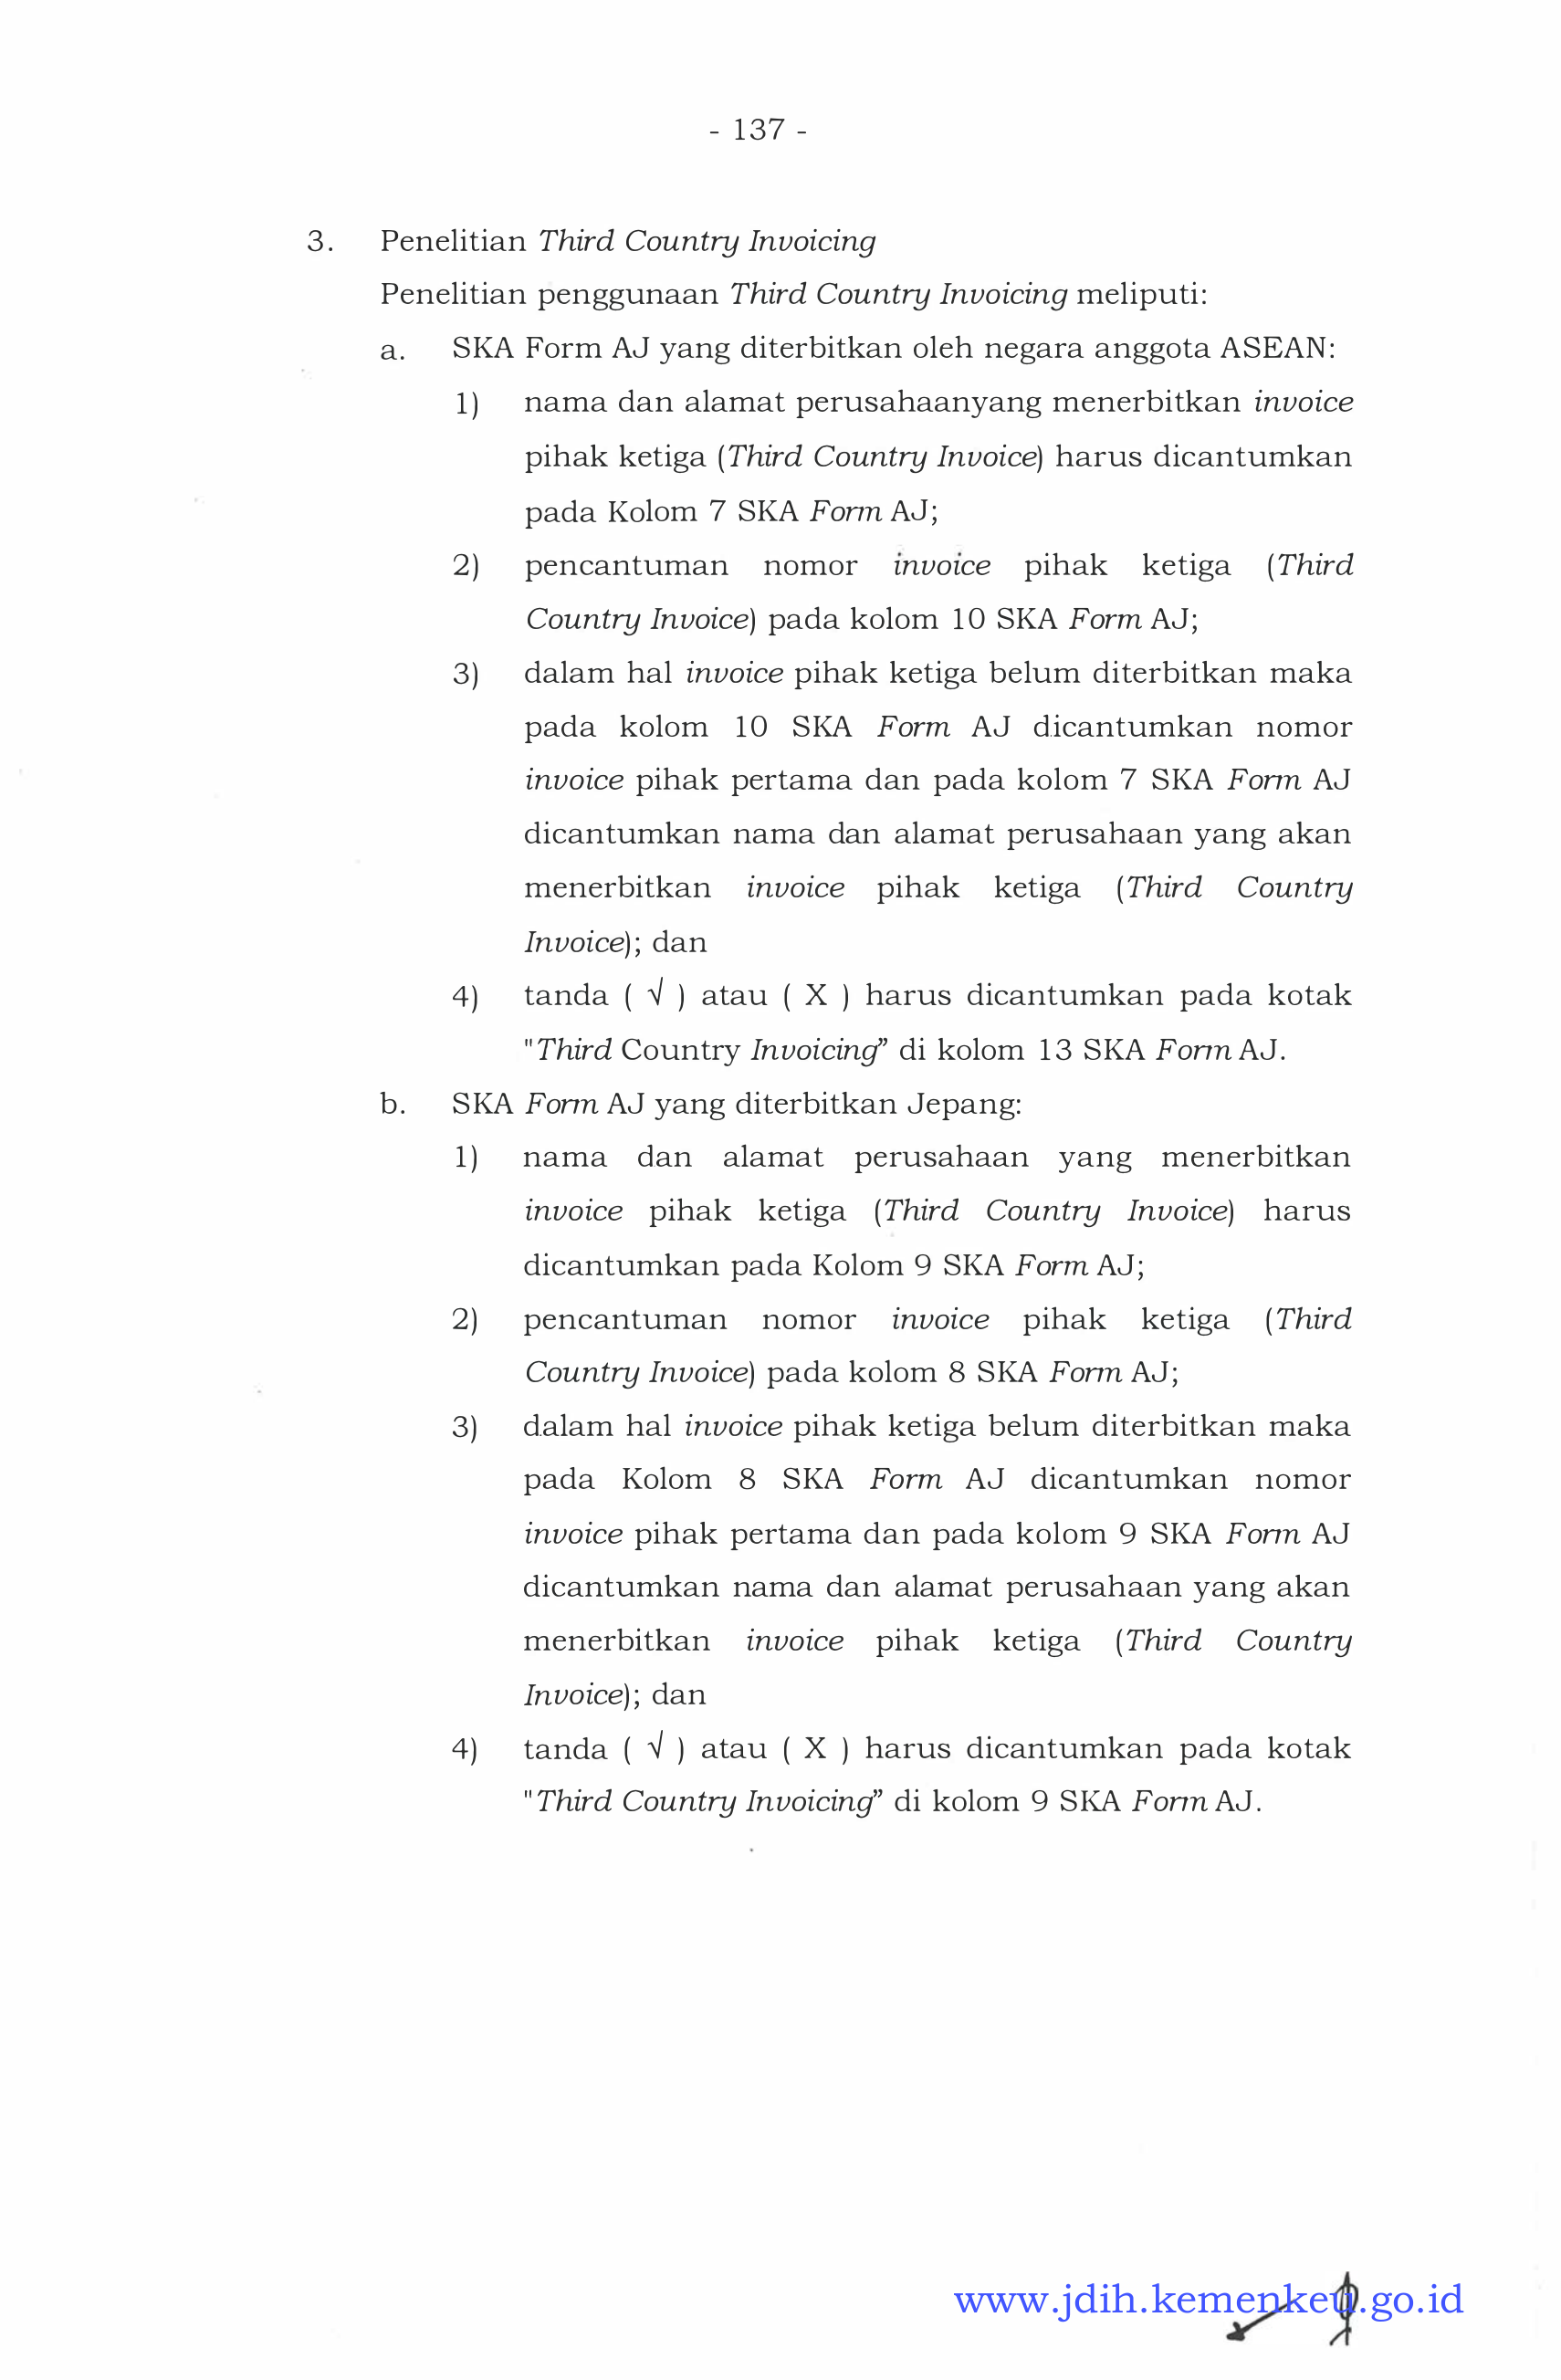 - 137 -
3. Penelitian Third Country Invoicing
Penelitian penggunaan Third Country Invoicing meliputi:
a. SKA Form AJ yang diterbitkan oleh negara anggota ASEAN:
1) nama dan alamat perusahaanyang menerbitkan invoice
pihak ketiga (Third Country Invoice) harus dicantumkan
pada Kolom 7 SKA Form AJ;
2) pencantuman nomor invoice pihak ketiga (Third
Country Invoice) pada kolom 10 SKA Form AJ;
3) dalam hal invoice pihak ketiga belum diterbitkan maka
pada kolom 10 SKA Form AJ dicantumkan nomor
invoice pihak pertama dan pada kolom 7 SKA Form AJ
dicantumkan nama dan alamat perusahaan yang akan
menerbitkan invoice pihak ketiga (Third Country
Invoice); dan
4) tanda ( √ ) atau ( X ) harus dicantumkan pada kotak
"Third Country Invoicing” di kolom 13 SKA Form AJ.
b. SKA Form AJ yang diterbitkan Jepang:
1) nama dan alamat perusahaan yang menerbitkan
invoice pihak ketiga (Third Country Invoice) harus
dicantumkan pada Kolom 9 SKA Form AJ;
2) pencantuman nomor invoice pihak ketiga (Third
Country Invoice) pada kolom 8 SKA Form AJ;
3) dalam hal invoice pihak ketiga belum diterbitkan maka
pada Kolom 8 SKA Form AJ dicantumkan nomor
invoice pihak pertama dan pada kolom 9 SKA Form AJ
dicantumkan nama dan alamat perusahaan yang akan
menerbitkan invoice pihak ketiga (Third Country
Invoice); dan
4) tanda ( √ ) atau ( X ) harus dicantumkan pada kotak
"Third Country Invoicing” di kolom 9 SKA Form AJ.
www.jdih.kemenkeu.go.id